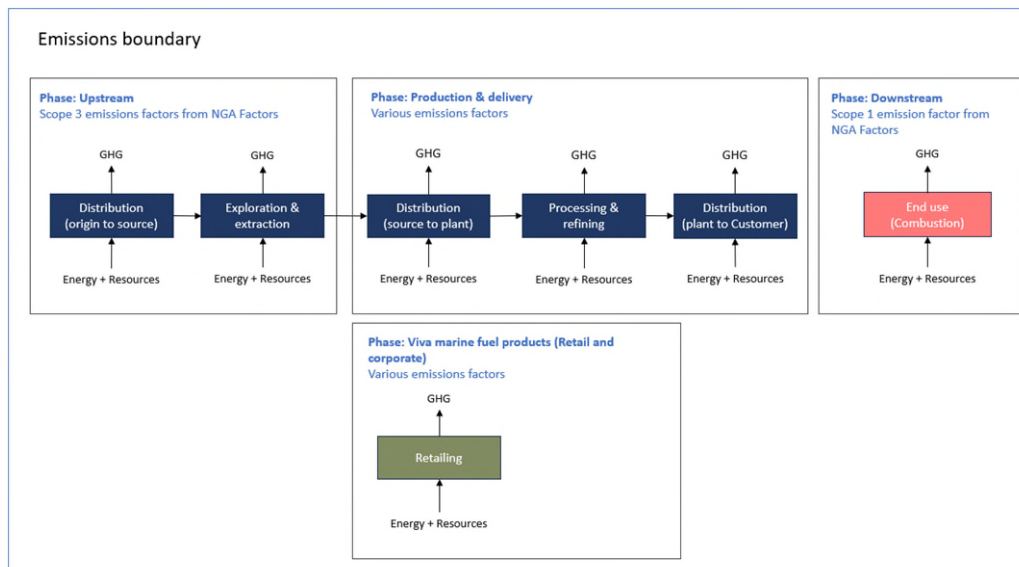 Emissions boundary
Phase: Upstream
Scope 3 emissions factors from NGA Factors
GHG
GHG
Distribution
(origin to source)
Exploration &
extraction
Energy + Resources
Energy + Resources
Phase: Production & delivery
Various emissions factors
GHG
GHG
GHG
Distribution
(source to plant)
Processing &
refining
Distribution
(plant to Customer)
Energy + Resources
Energy + Resources
Energy + Resources
Phase: Downstream
Scope 1 emission factor from
NGA Factors
GHG
End use
(Combustion)
Energy + Resources
Phase: Viva marine fuel products (Retail and
corporate)
Various emissions factors
GHG
Retailing
Energy + Resources